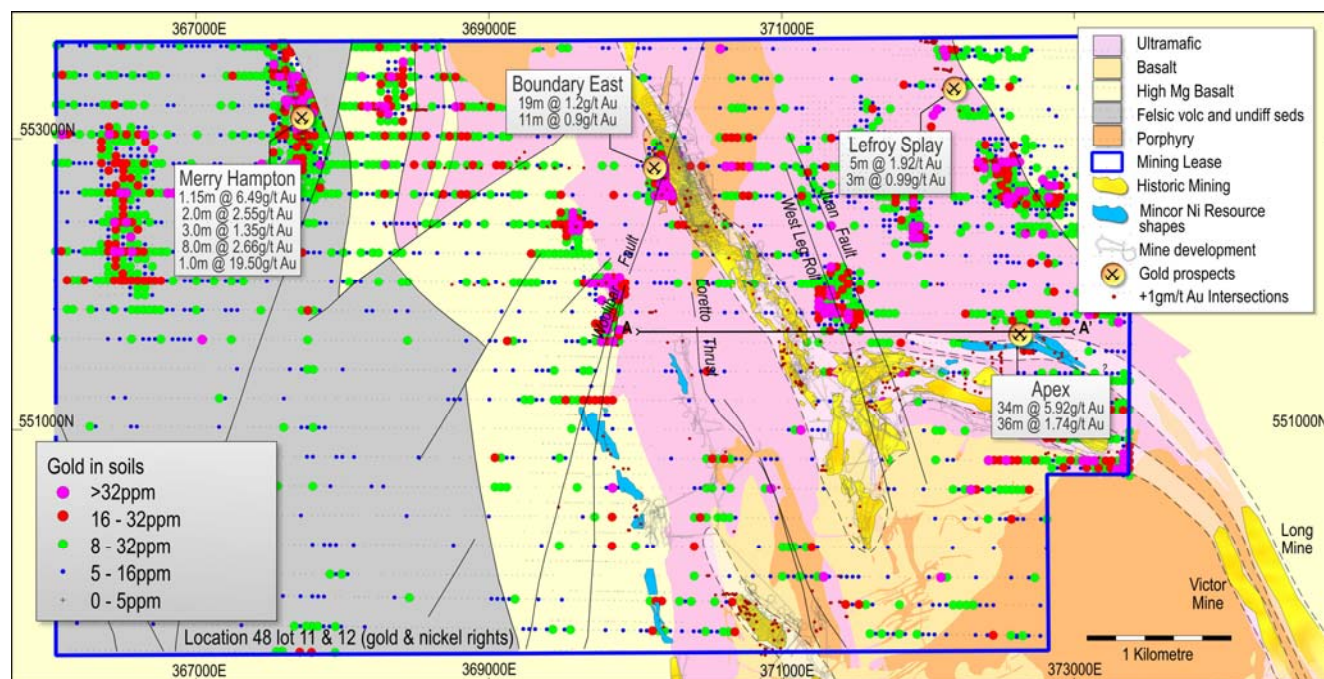 367000E
369000E
371000E
553000N
Boundary East
19m @ 1.2g/t Au
11m @ 0.9g/t Au
Merry Hampton
1.15m @ 6.49g/t Au
2.0m @ 2.55g/t Au
3.0m @ 1.35g/t Au
8.0m @ 2.66g/t Au
1.0m @ 19.50g/t Au
Lefroy Splay
5m @ 1.92/t Au
3m @ 0.99g/t Au
Ultramafic
Basalt
High Mg Basalt
Felsic volc and undiff seds
Porphyry
Mining Lease
Historic Mining
Mincor Ni Resource
shapes
Mine development
Gold prospects
+1gm/t Au Intersections
Fault
Loretto Thrust
West Leg Roll
Fault
A
A'
Apex
34m @ 5.92g/t Au
36m @ 1.74g/t Au
551000N
551000N
Gold in soils
>32ppm
16 - 32ppm
8 - 32ppm
5 - 16ppm
0 - 5ppm
Location 48 lot 11 & 12 (gold & nickel rights)
Long
Mine
Victor
Mine
1 Kilometre
367000E
369000E
371000E
373000E